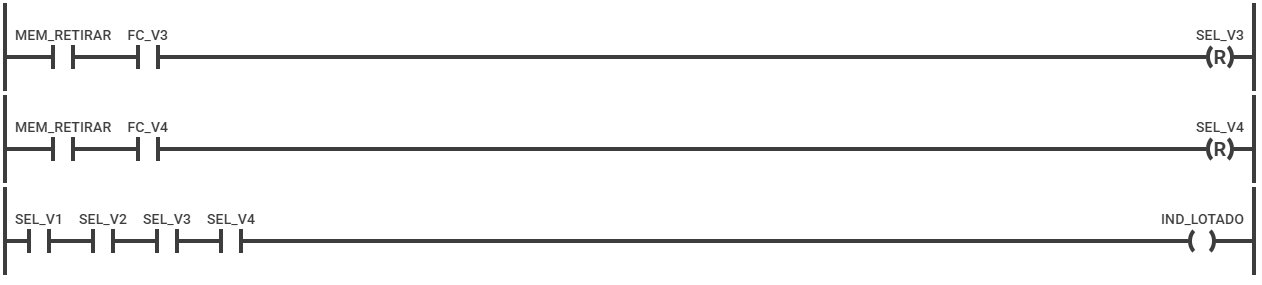 MEM_RETIRAR FC_V3 SEL_V3
(R)
MEM_RETIRAR FC_V4 SEL_V4
(R)
SEL_V1 SEL_V2 SEL_V3 SEL_V4 IND_LOTADO
( )